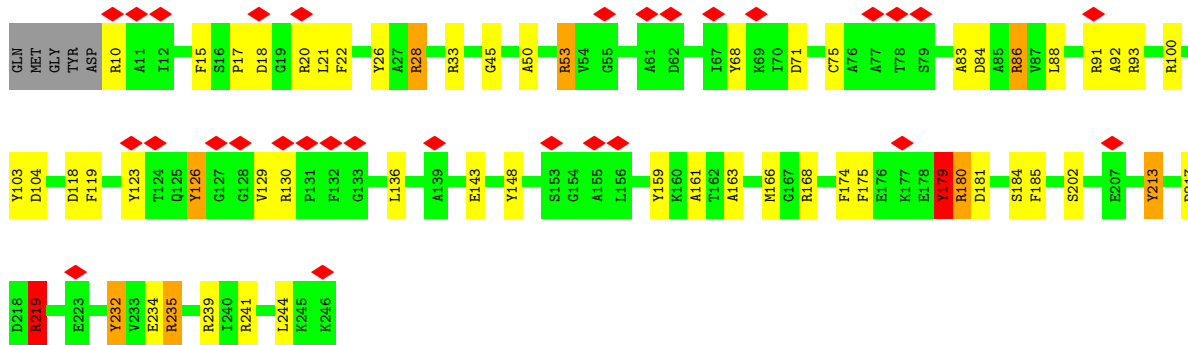 GLN MET GLY TYR ASP R10 A11 I12 F15 S16 P17 D18 G19 R20 L21 F22 Y26 A27 R28 R33 G45 A50 R53 V54 G55 A61 D62 I67 Y68 K69 I70 D71 C75 A76 A77 T78 S79 A83 D84 A85 R86 V87 L88 R91 A92 R93 R100
Y103 D104 D118 F119 Y123 T124 Q125 Y126 G127 G128 V129 R130 P131 F132 G133 L136 A139 E143 Y148 S153 G154 A155 L156 Y159 K160 A161 T162 A163 M166 G167 R168 F174 F175 E176 K177 E178 Y179 R180 D181 S184 F185 S202 E207 Y213
D218 R219 E223 Y232 V233 E234 R235 R239 I240 R241 L244 K245 K246